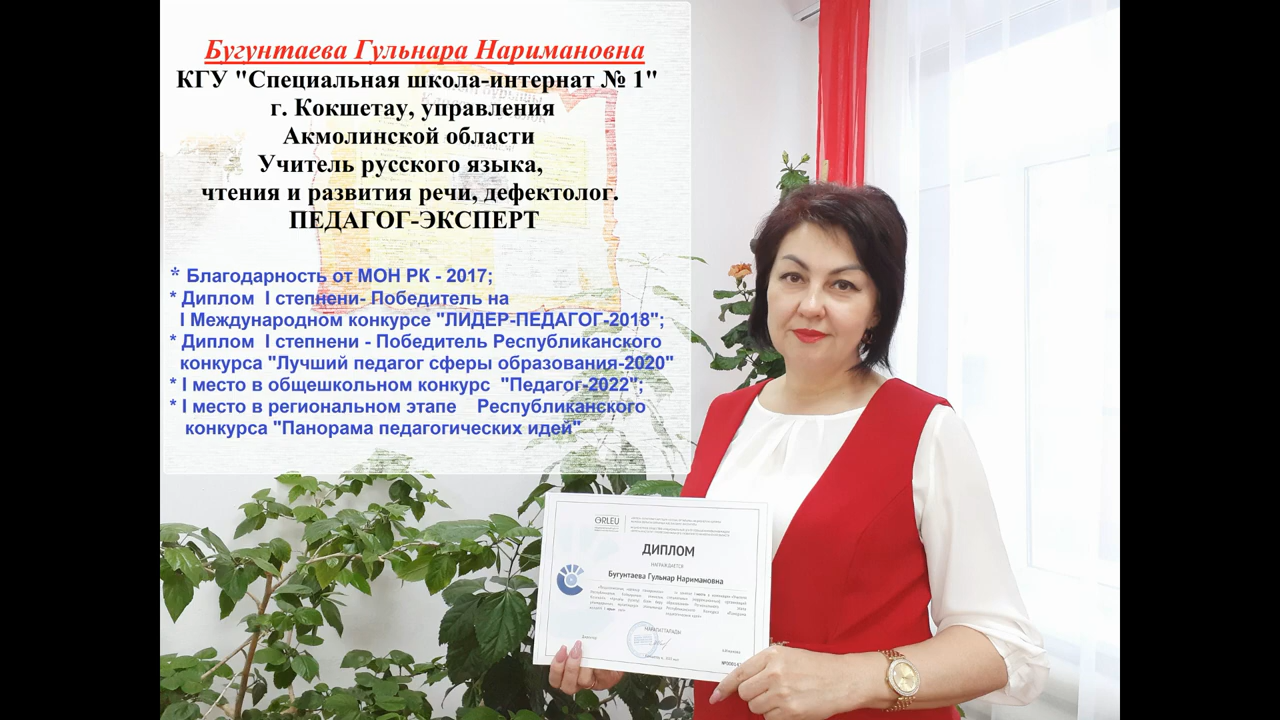 Бугунтаева Гульнара Наримановна
КГУ "Специальная школа-интернат № 1"
г. Кокшетау, управления
Акмолинской области
Учитель русского языка,
чтения и развития речи, дефектолог.
ПЕДАГОГ-ЭКСПЕРТ
* Благодарность от МОН РК - 2017;
* Диплом I степнени- Победитель на
I Международном конкурсе "ЛИДЕР-ПЕДАГОГ-2018";
* Диплом I степнени - Победитель Республиканского
конкурса "Лучший педагог сферы образования-2020"
* I место в общешкольном конкурс "Педагог-2022";
* I место в региональном этапе Республиканского
конкурса "Панорама педагогических идей"
ORLEU
ДИПЛОМ
НАГРАЖДАЕТСЯ
Бугунтаева Гульнар Наримановна